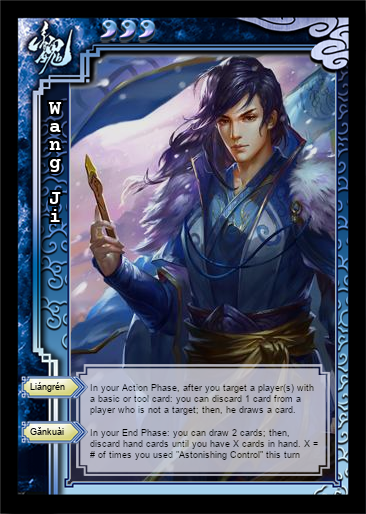 魏
Wang Ji
Liángrén
In your Action Phase, after you target a player(s) with
a basic or tool card: you can discard 1 card from a
player who is not a target; then, he draws a card.
Gǎnkuài
In your End Phase: you can draw 2 cards; then,
discard hand cards until you have X cards in hand. X =
# of times you used "Astonishing Control" this turn